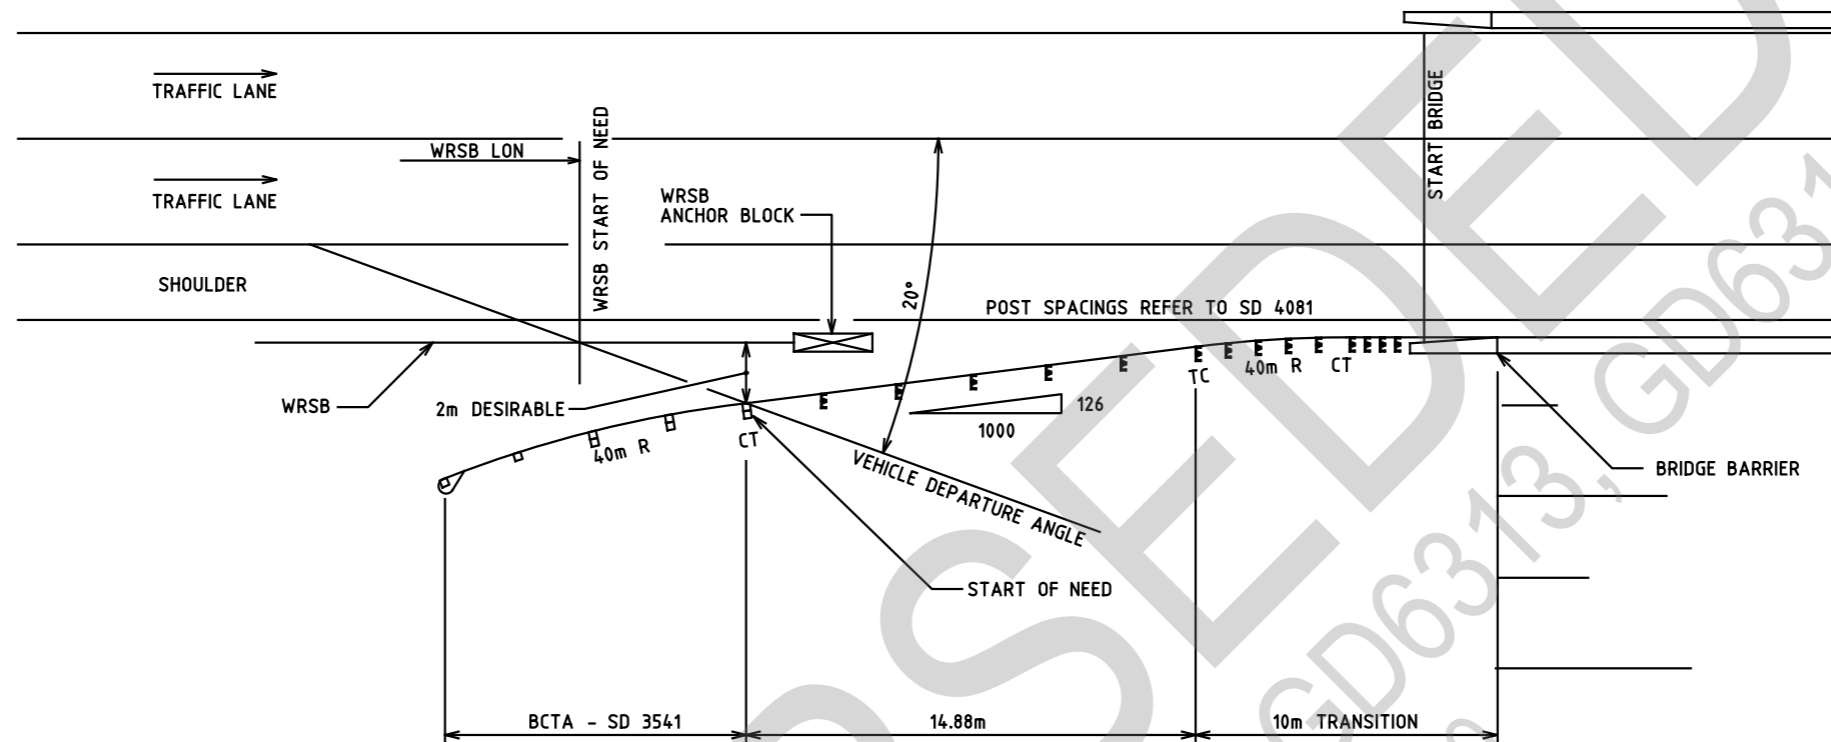 TRAFFIC LANE
WRSB LON
WRSB START OF NEED
START BRIDGE
TRAFFIC LANE
WRSB
ANCHOR BLOCK
SHOULDER
20°
POST SPACINGS REFER TO SD 4081
WRSB
2m DESIRABLE
40m R
CT
TC
40m R
CT
126
1000
VEHICLE DEPARTURE ANGLE
BRIDGE BARRIER
START OF NEED
BCTA - SD 3541
14.88m
10m TRANSITION
SEDED
GD6313, GD631